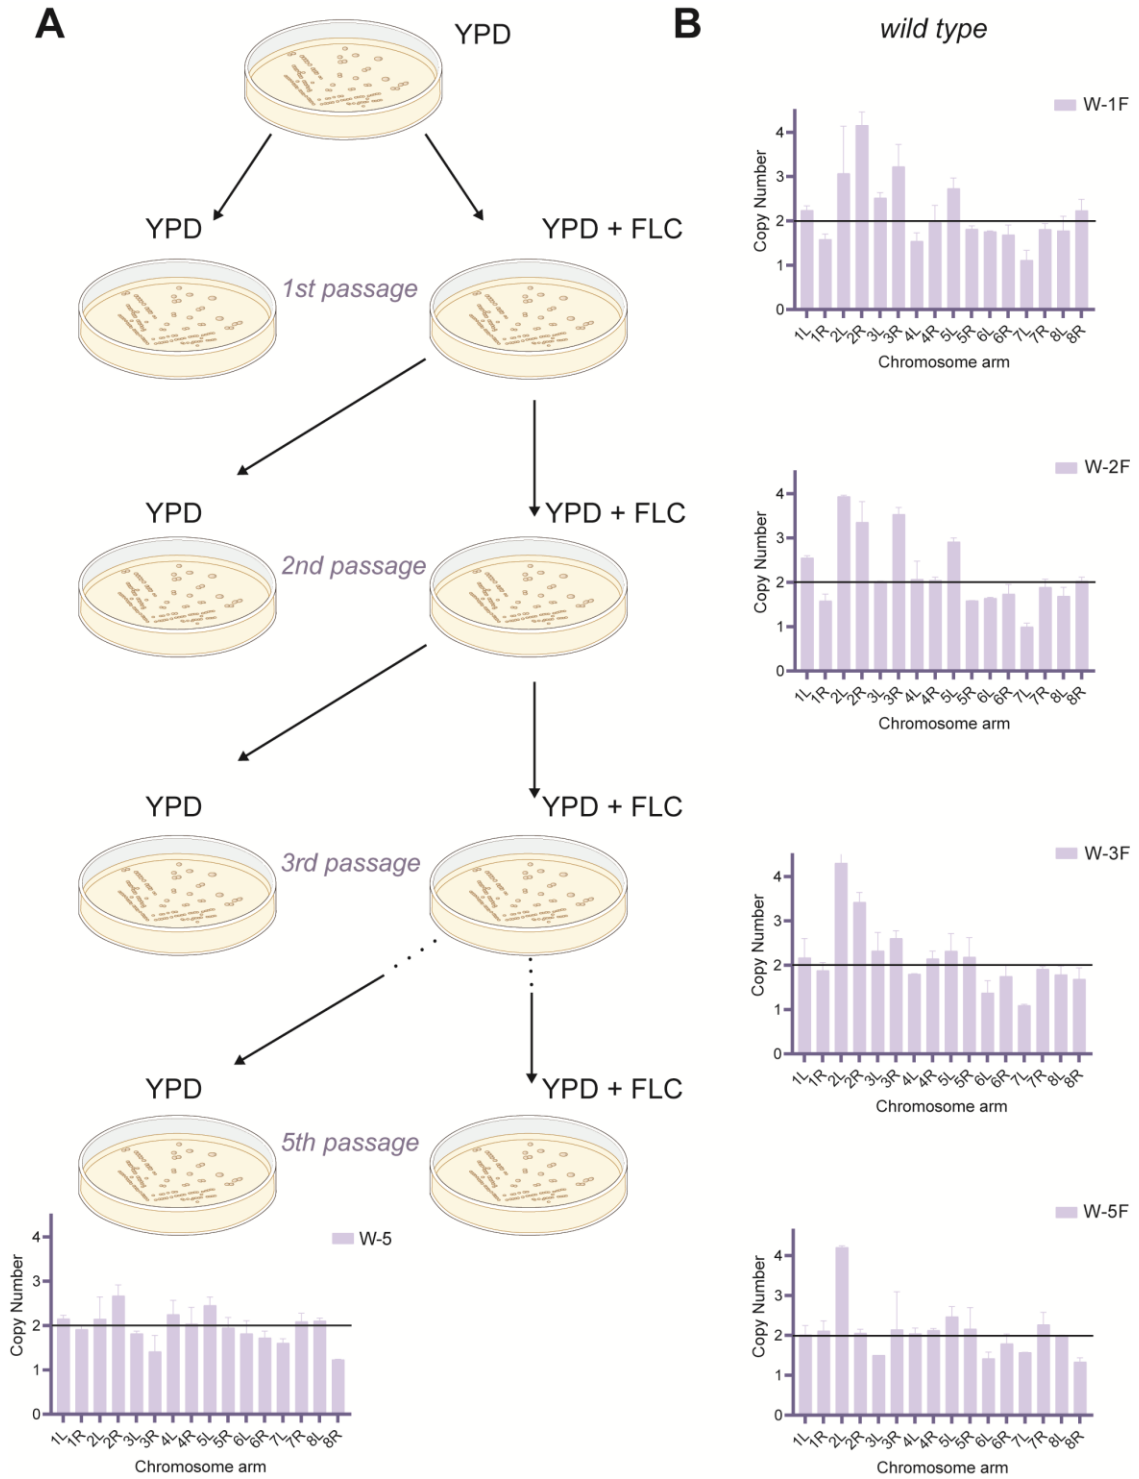 A
YPD
YPD
YPD + FLC
1st passage
YPD
YPD + FLC
2nd passage
YPD
YPD + FLC
3rd passage
YPD
YPD + FLC
5th passage
W-5
Copy Number
4
3
2
1
0
1L 1R 2L 2R 3L 3R 4L 4R 5L 5R 6L 6R 7L 7R 8L 8R
Chromosome arm
B
wild type
W-1F
Copy Number
4
3
2
1
0
1L 1R 2L 2R 3L 3R 4L 4R 5L 5R 6L 6R 7L 7R 8L 8R
Chromosome arm
W-2F
Copy Number
4
3
2
1
0
1L 1R 2L 2R 3L 3R 4L 4R 5L 5R 6L 6R 7L 7R 8L 8R
Chromosome arm
W-3F
Copy Number
4
3
2
1
0
1L 1R 2L 2R 3L 3R 4L 4R 5L 5R 6L 6R 7L 7R 8L 8R
Chromosome arm
W-5F
Copy Number
4
3
2
1
0
1L 1R 2L 2R 3L 3R 4L 4R 5L 5R 6L 6R 7L 7R 8L 8R
Chromosome arm